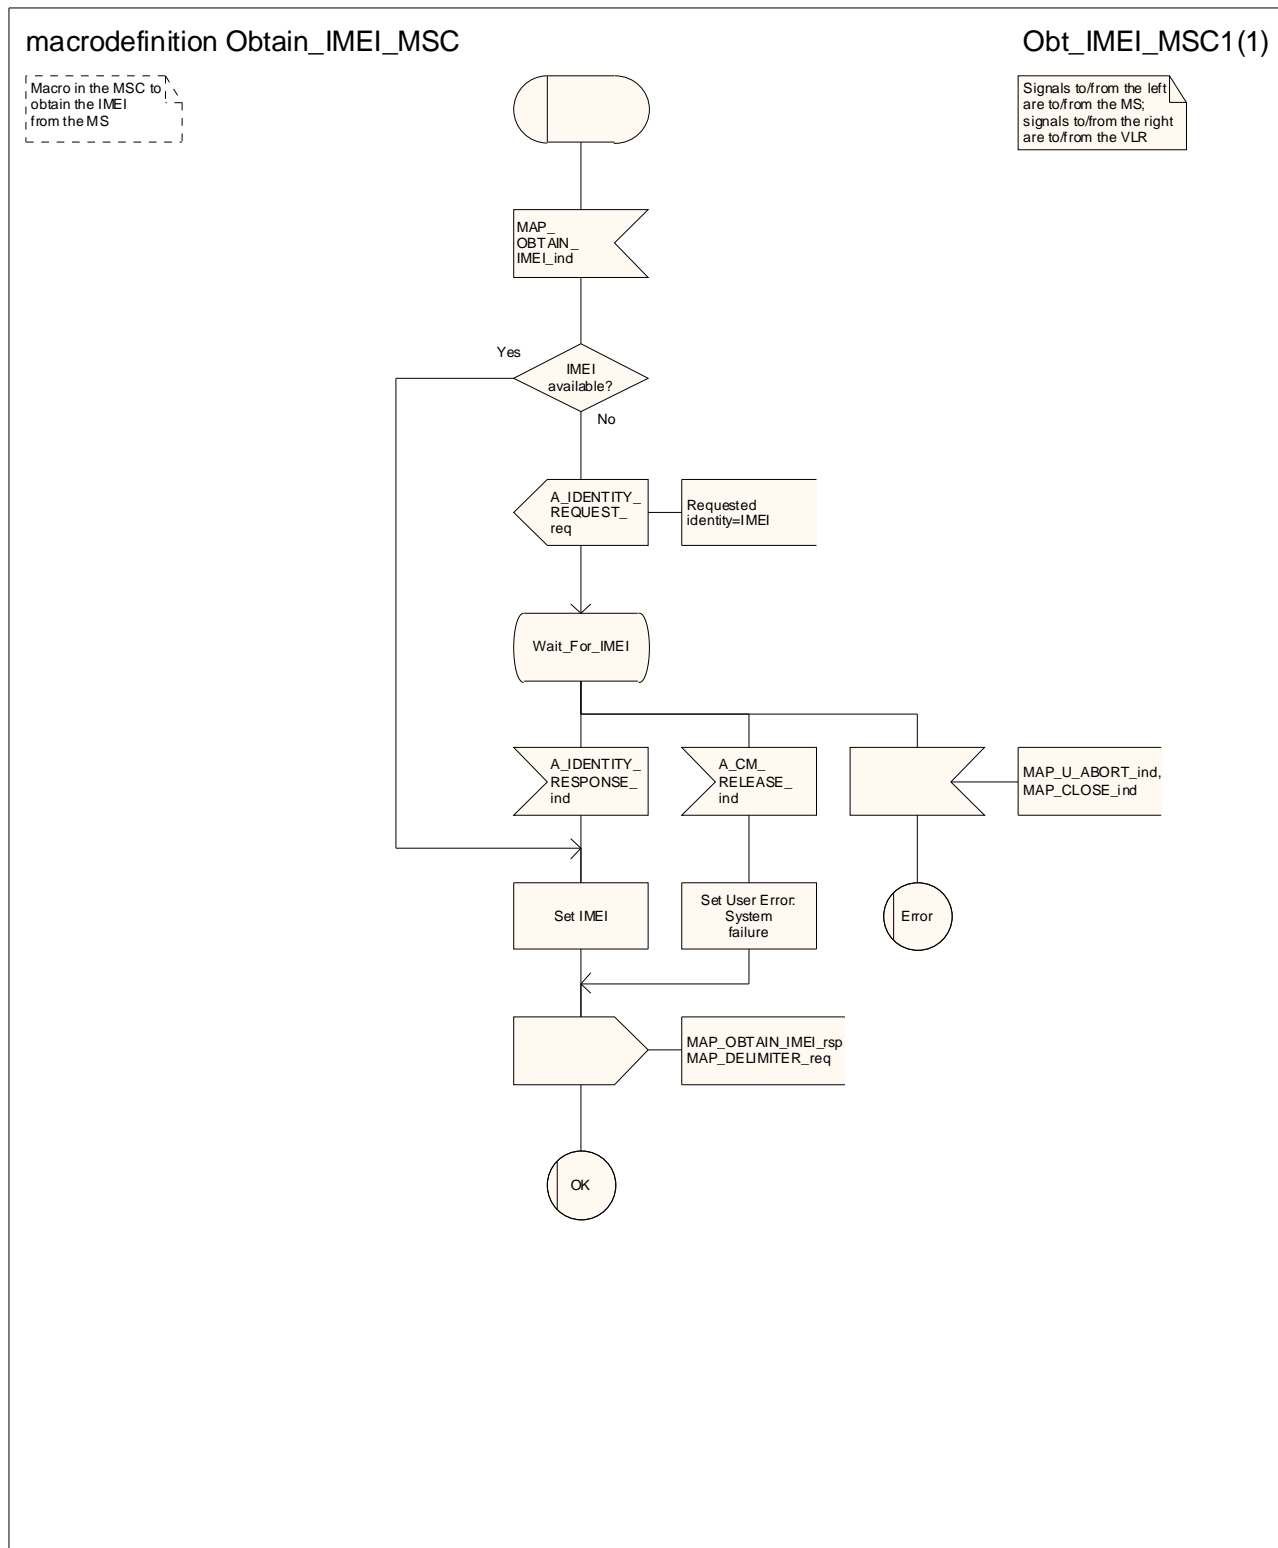 macrodefinition Obtain_IMEI_MSC
Obt_IMEI_MSC1(1)
Macro in the MSC to
obtain the IMEI
from the MS
Signals to/from the left
are to/from the MS;
signals to/from the right
are to/from the VLR
MAP_
OBTAIN_
IMEI_ind
Yes
IMEI
available?
No
A_IDENTITY_
REQUEST_
req
Requested
identity=IMEI
Wait_For_IMEI
A_IDENTITY_
RESPONSE_
ind
A_CM_
RELEASE_
ind
MAP_U_ABORT_ind,
MAP_CLOSE_ind
Set IMEI
Set User Error:
System
failure
Error
MAP_OBTAIN_IMEI_rsp
MAP_DELIMITER_req
OK